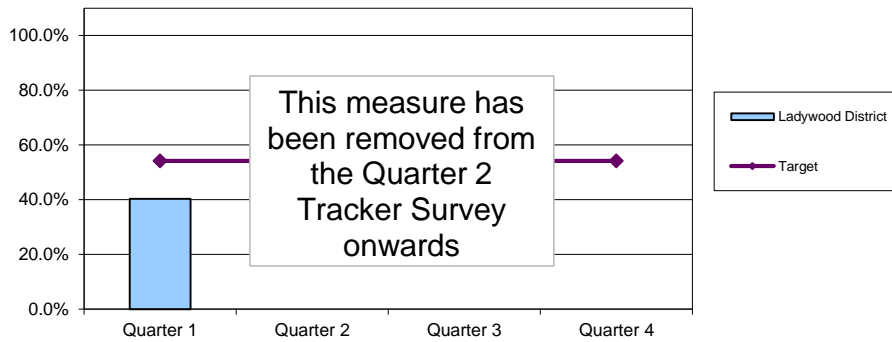 100.0%
80.0%
60.0%
40.0%
20.0%
0.0%
This measure has
been removed from
the Quarter 2
Tracker Survey
onwards
Quarter 1
Quarter 2
Quarter 3
Quarter 4
Ladywood District
Target